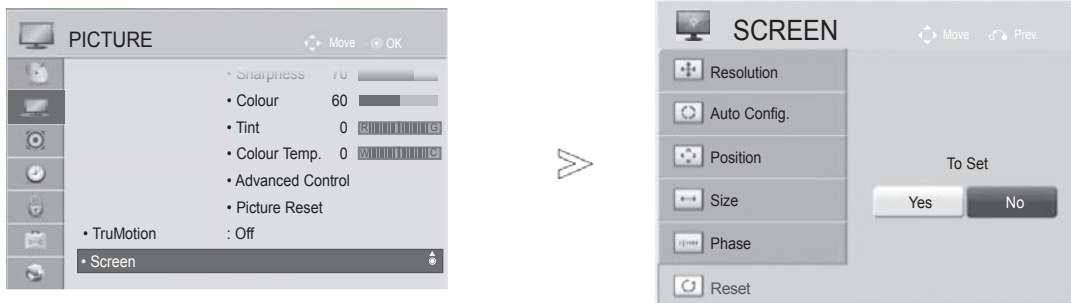 PICTURE
Move OK
• Sharpness 70
• Colour 60
• Tint 0 R G
• Colour Temp. 0 W C
• Advanced Control
• Picture Reset
• TruMotion : Off
• Screen
SCREEN
Move Prev.
Resolution
Auto Config.
Position
Size
Phase
Reset
To Set
Yes No